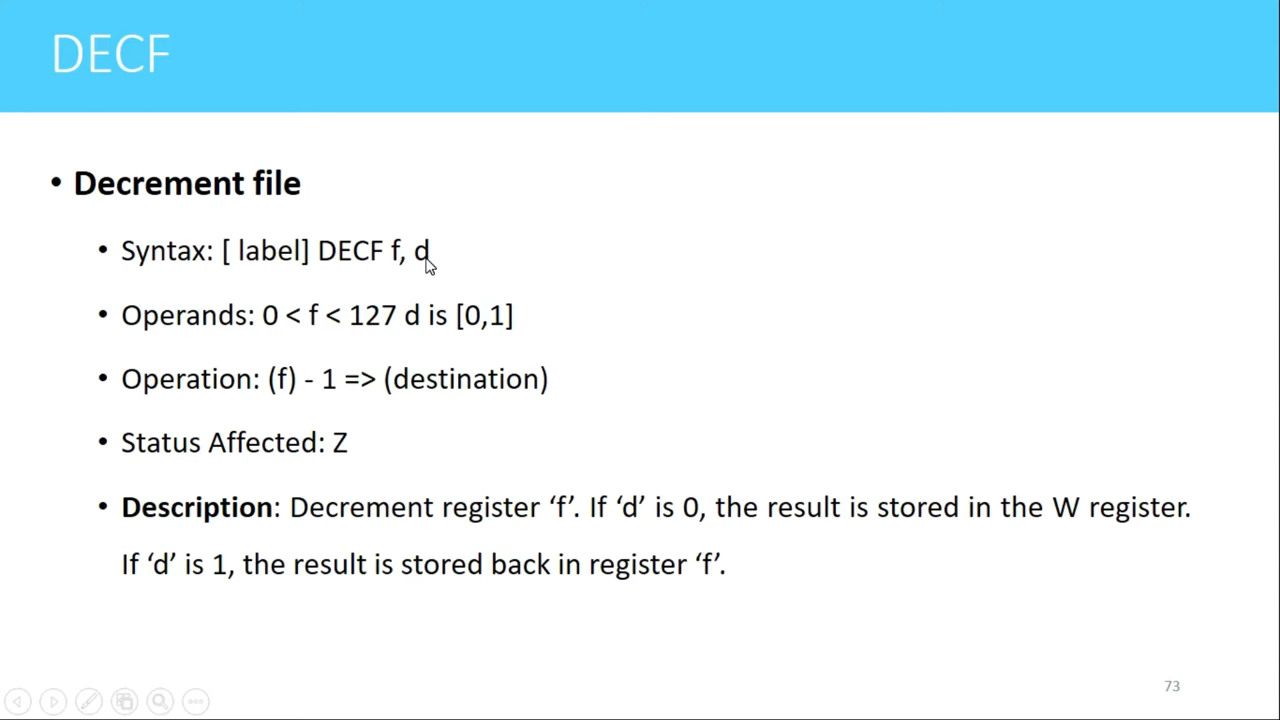 DECF
• Decrement file
• Syntax: [ label] DECF f, d
• Operands: 0 < f < 127 d is [0,1]
• Operation: (f) - 1 => (destination)
• Status Affected: Z
• Description: Decrement register ‘f’. If ‘d’ is 0, the result is stored in the W register.
If ‘d’ is 1, the result is stored back in register ‘f’.
73